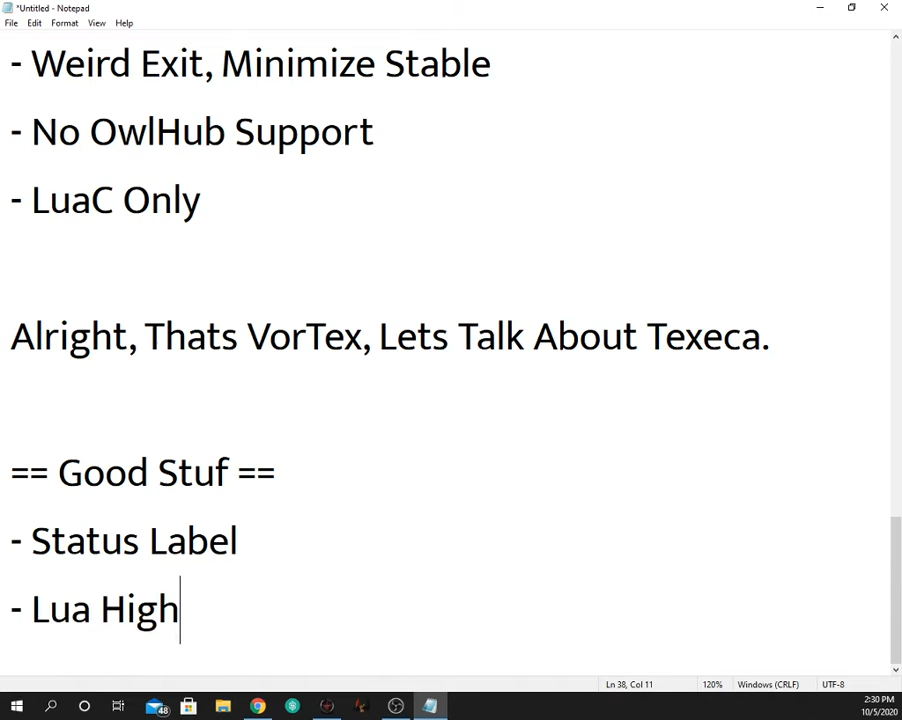 *Untitled - Notepad
File Edit Format View Help
- Weird Exit, Minimize Stable
- No OwlHub Support
- LuaC Only
Alright, Thats VorTex, Lets Talk About Texeca.
== Good Stuf ==
- Status Label
- Lua High
Ln 38, Col 11 120% Windows (CRLF) UTF-8
48
2:30 PM
10/5/2020